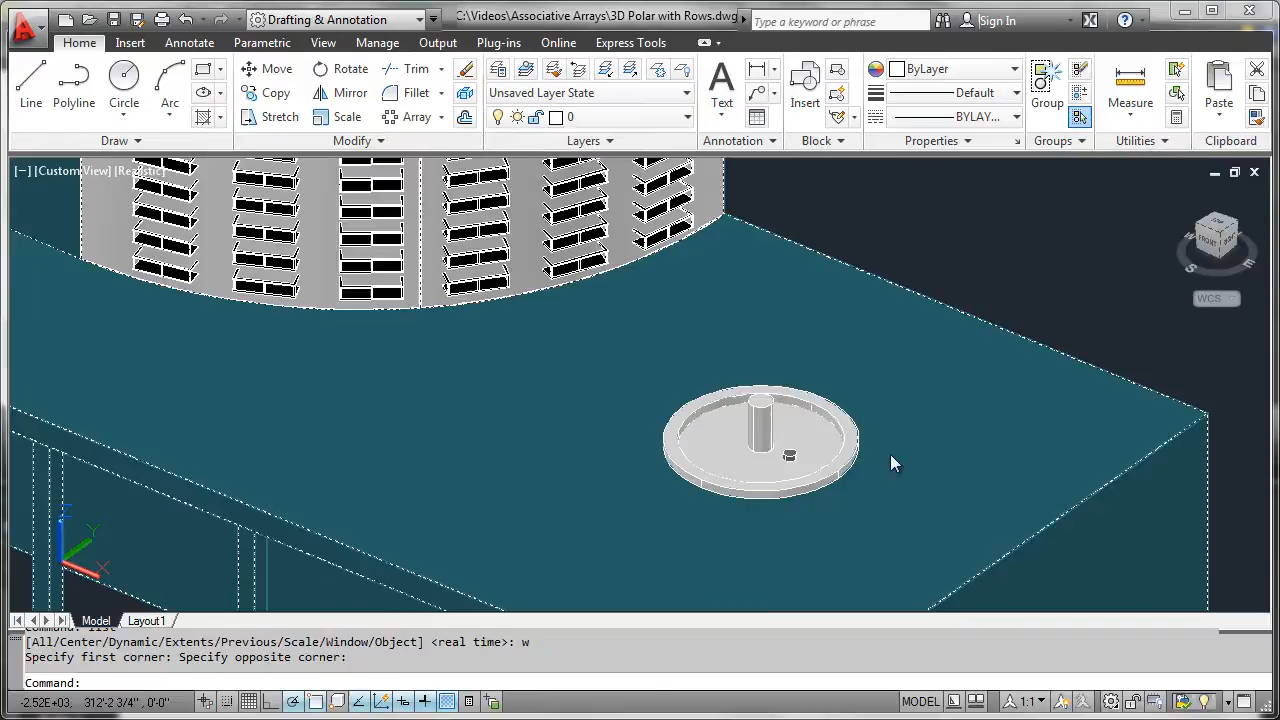 Drafting & Annotation
C:\Videos\Associative Arrays\3D Polar with Rows.dwg
Type a keyword or phrase
Sign In
Home Insert Annotate Parametric View Manage Output Plug-ins Online Express Tools
Line Polyline Circle Arc
Move Rotate Trim
Copy Mirror Fillet
Stretch Scale Array
Unsaved Layer State
0
Text
Insert
ByLayer
Default
BYLAY...
Group
Measure
Paste
Draw Modify Layers Annotation Block Properties Groups Utilities Clipboard
[−] [Custom View] [Realistic]
TOP
FRONT
W
S
E
WCS
Z
Y
X
Model Layout1
Command: list
[All/Center/Dynamic/Extents/Previous/Scale/Window/Object] <real time>: w
Specify first corner: Specify opposite corner:
Command:
-2.52E+03, 312'-2 3/4", 0'-0"
MODEL
1:1